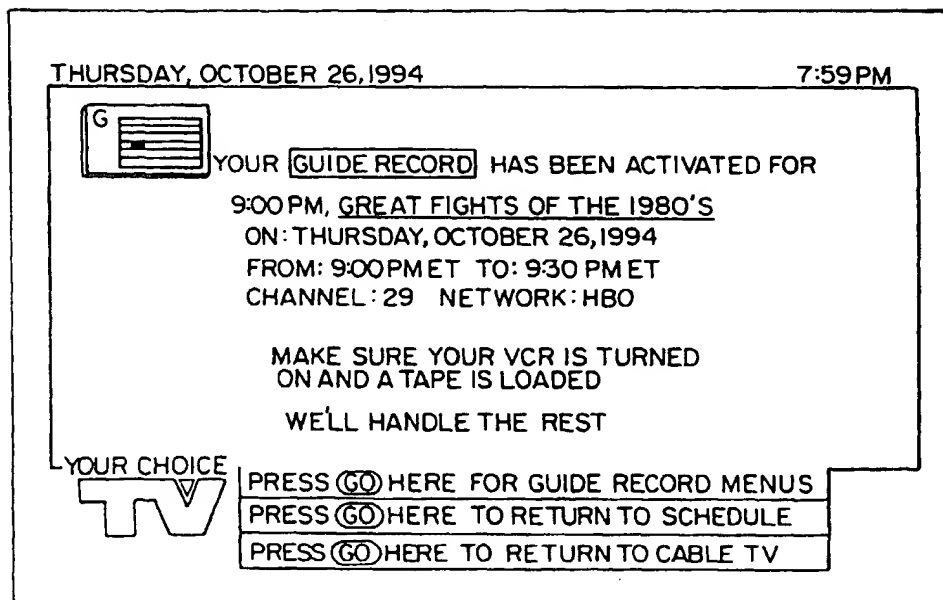 THURSDAY, OCTOBER 26, 1994 7:59 PM
G
YOUR GUIDE RECORD HAS BEEN ACTIVATED FOR
9:00 PM, GREAT FIGHTS OF THE 1980'S
ON: THURSDAY, OCTOBER 26, 1994
FROM: 9:00 PM ET TO: 9:30 PM ET
CHANNEL: 29 NETWORK: HBO
MAKE SURE YOUR VCR IS TURNED
ON AND A TAPE IS LOADED
WE'LL HANDLE THE REST
YOUR CHOICE
TV
PRESS GO HERE FOR GUIDE RECORD MENUS
PRESS GO HERE TO RETURN TO SCHEDULE
PRESS GO HERE TO RETURN TO CABLE TV